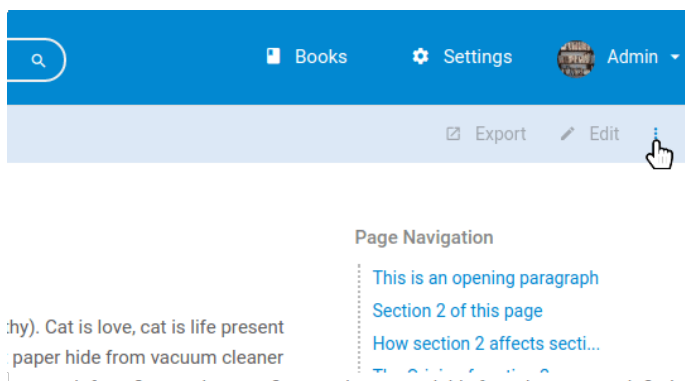 Books Settings Admin
Export Edit
Page Navigation
This is an opening paragraph
Section 2 of this page
How section 2 affects secti...
hy). Cat is love, cat is life present
paper hide from vacuum cleaner